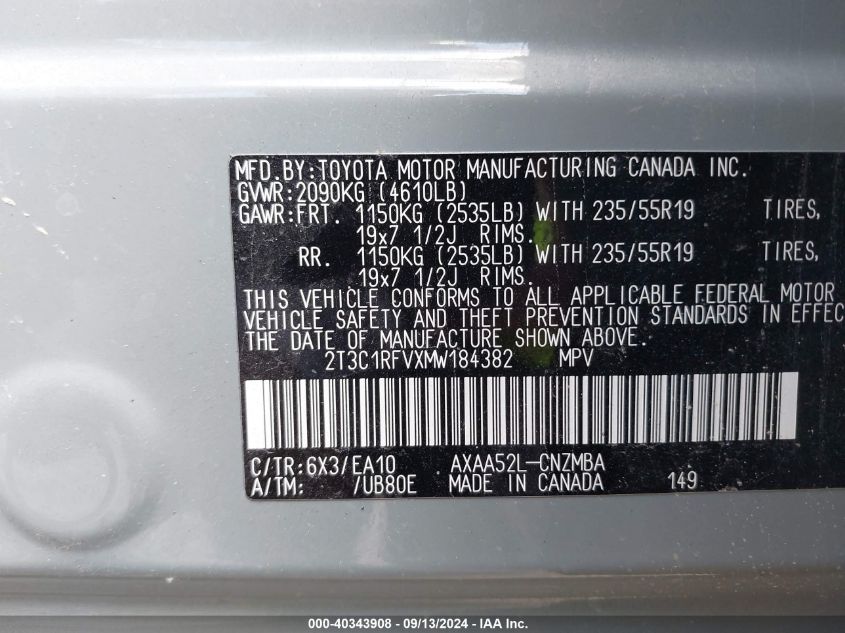 MFD.BY:TOYOTA MOTOR MANUFACTURING CANADA INC.
GVWR:2090KG (4610LB)
GAWR:FRT. 1150KG (2535LB) WITH 235/55R19 TIRES,
19x7 1/2J RIMS.
RR. 1150KG (2535LB) WITH 235/55R19 TIRES,
19x7 1/2J RIMS.
THIS VEHICLE CONFORMS TO ALL APPLICABLE FEDERAL MOTOR
VEHICLE SAFETY AND THEFT PREVENTION STANDARDS IN EFFEC
THE DATE OF MANUFACTURE SHOWN ABOVE.
2T3C1RFVXMW184382 MPV
C/TR:6X3/EA10 AXAA52L-CNZMBA
A/TM: /UB80E MADE IN CANADA 149
000-40343908 - 09/13/2024 - IAA Inc.